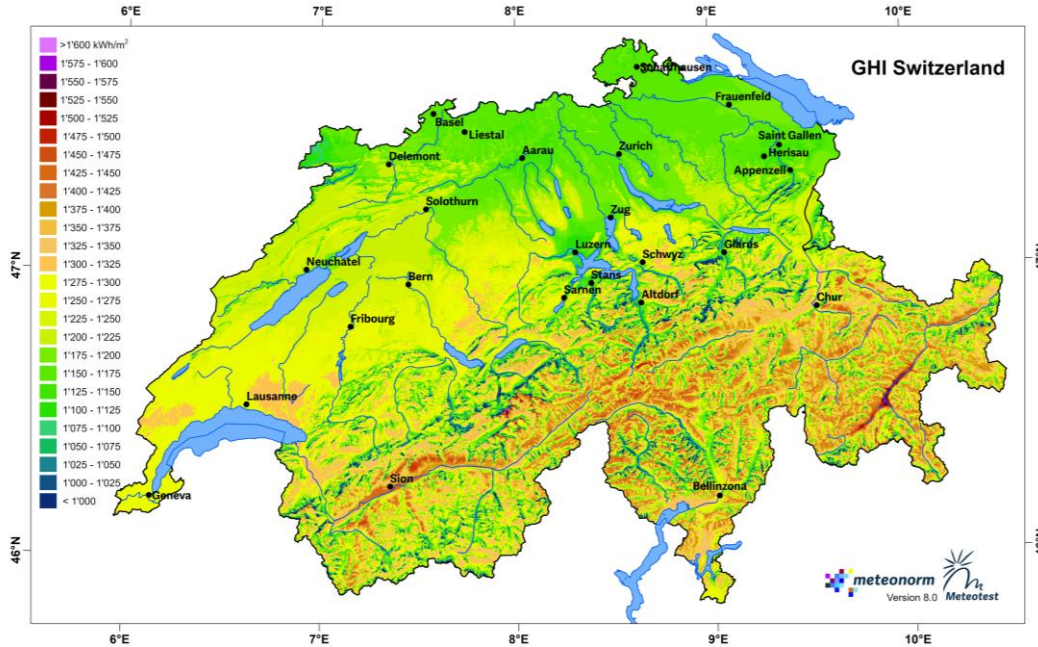 6°E 7°E 8°E 9°E 10°E
GHI Switzerland
>1'600 kWh/m²
1'575 - 1'600
1'550 - 1'575
1'525 - 1'550
1'500 - 1'525
1'475 - 1'500
1'450 - 1'475
1'425 - 1'450
1'400 - 1'425
1'375 - 1'400
1'350 - 1'375
1'325 - 1'350
1'300 - 1'325
1'275 - 1'300
1'250 - 1'275
1'225 - 1'250
1'200 - 1'225
1'175 - 1'200
1'150 - 1'175
1'125 - 1'150
1'100 - 1'125
1'075 - 1'100
1'050 - 1'075
1'025 - 1'050
1'000 - 1'025
< 1'000
Schaffhausen
Frauenfeld
Basel
Liestal
Saint Gallen
Herisau
Delemont
Aarau
Zurich
Appenzell
Solothurn
Zug
Luzern
Schwyz
Glarus
47°N
Neuchatel
Bern
Stans
Sarnen
Altdorf
Chur
Fribourg
Lausanne
Sion
Bellinzona
Geneva
46°N
meteonorm
Version 8.0
Meteotest
6°E 7°E 8°E 9°E 10°E